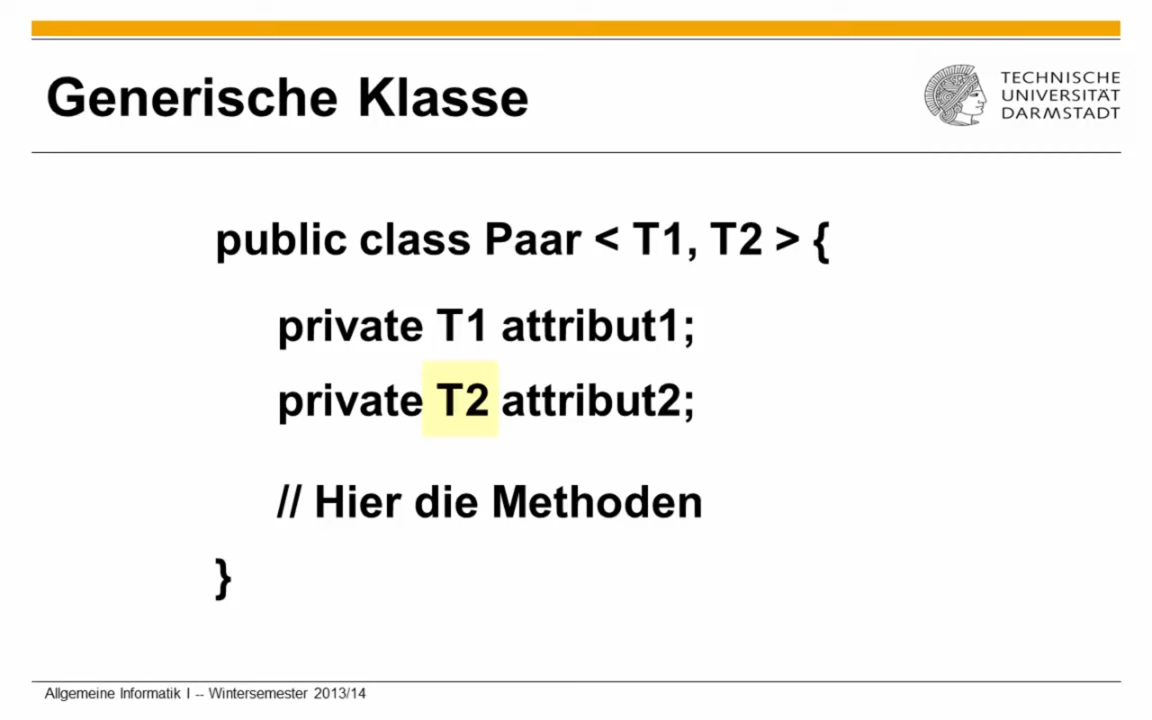 Generische Klasse
TECHNISCHE
UNIVERSITÄT
DARMSTADT
public class Paar < T1, T2 > {
private T1 attribut1;
private T2 attribut2;
// Hier die Methoden
}
Allgemeine Informatik I -- Wintersemester 2013/14